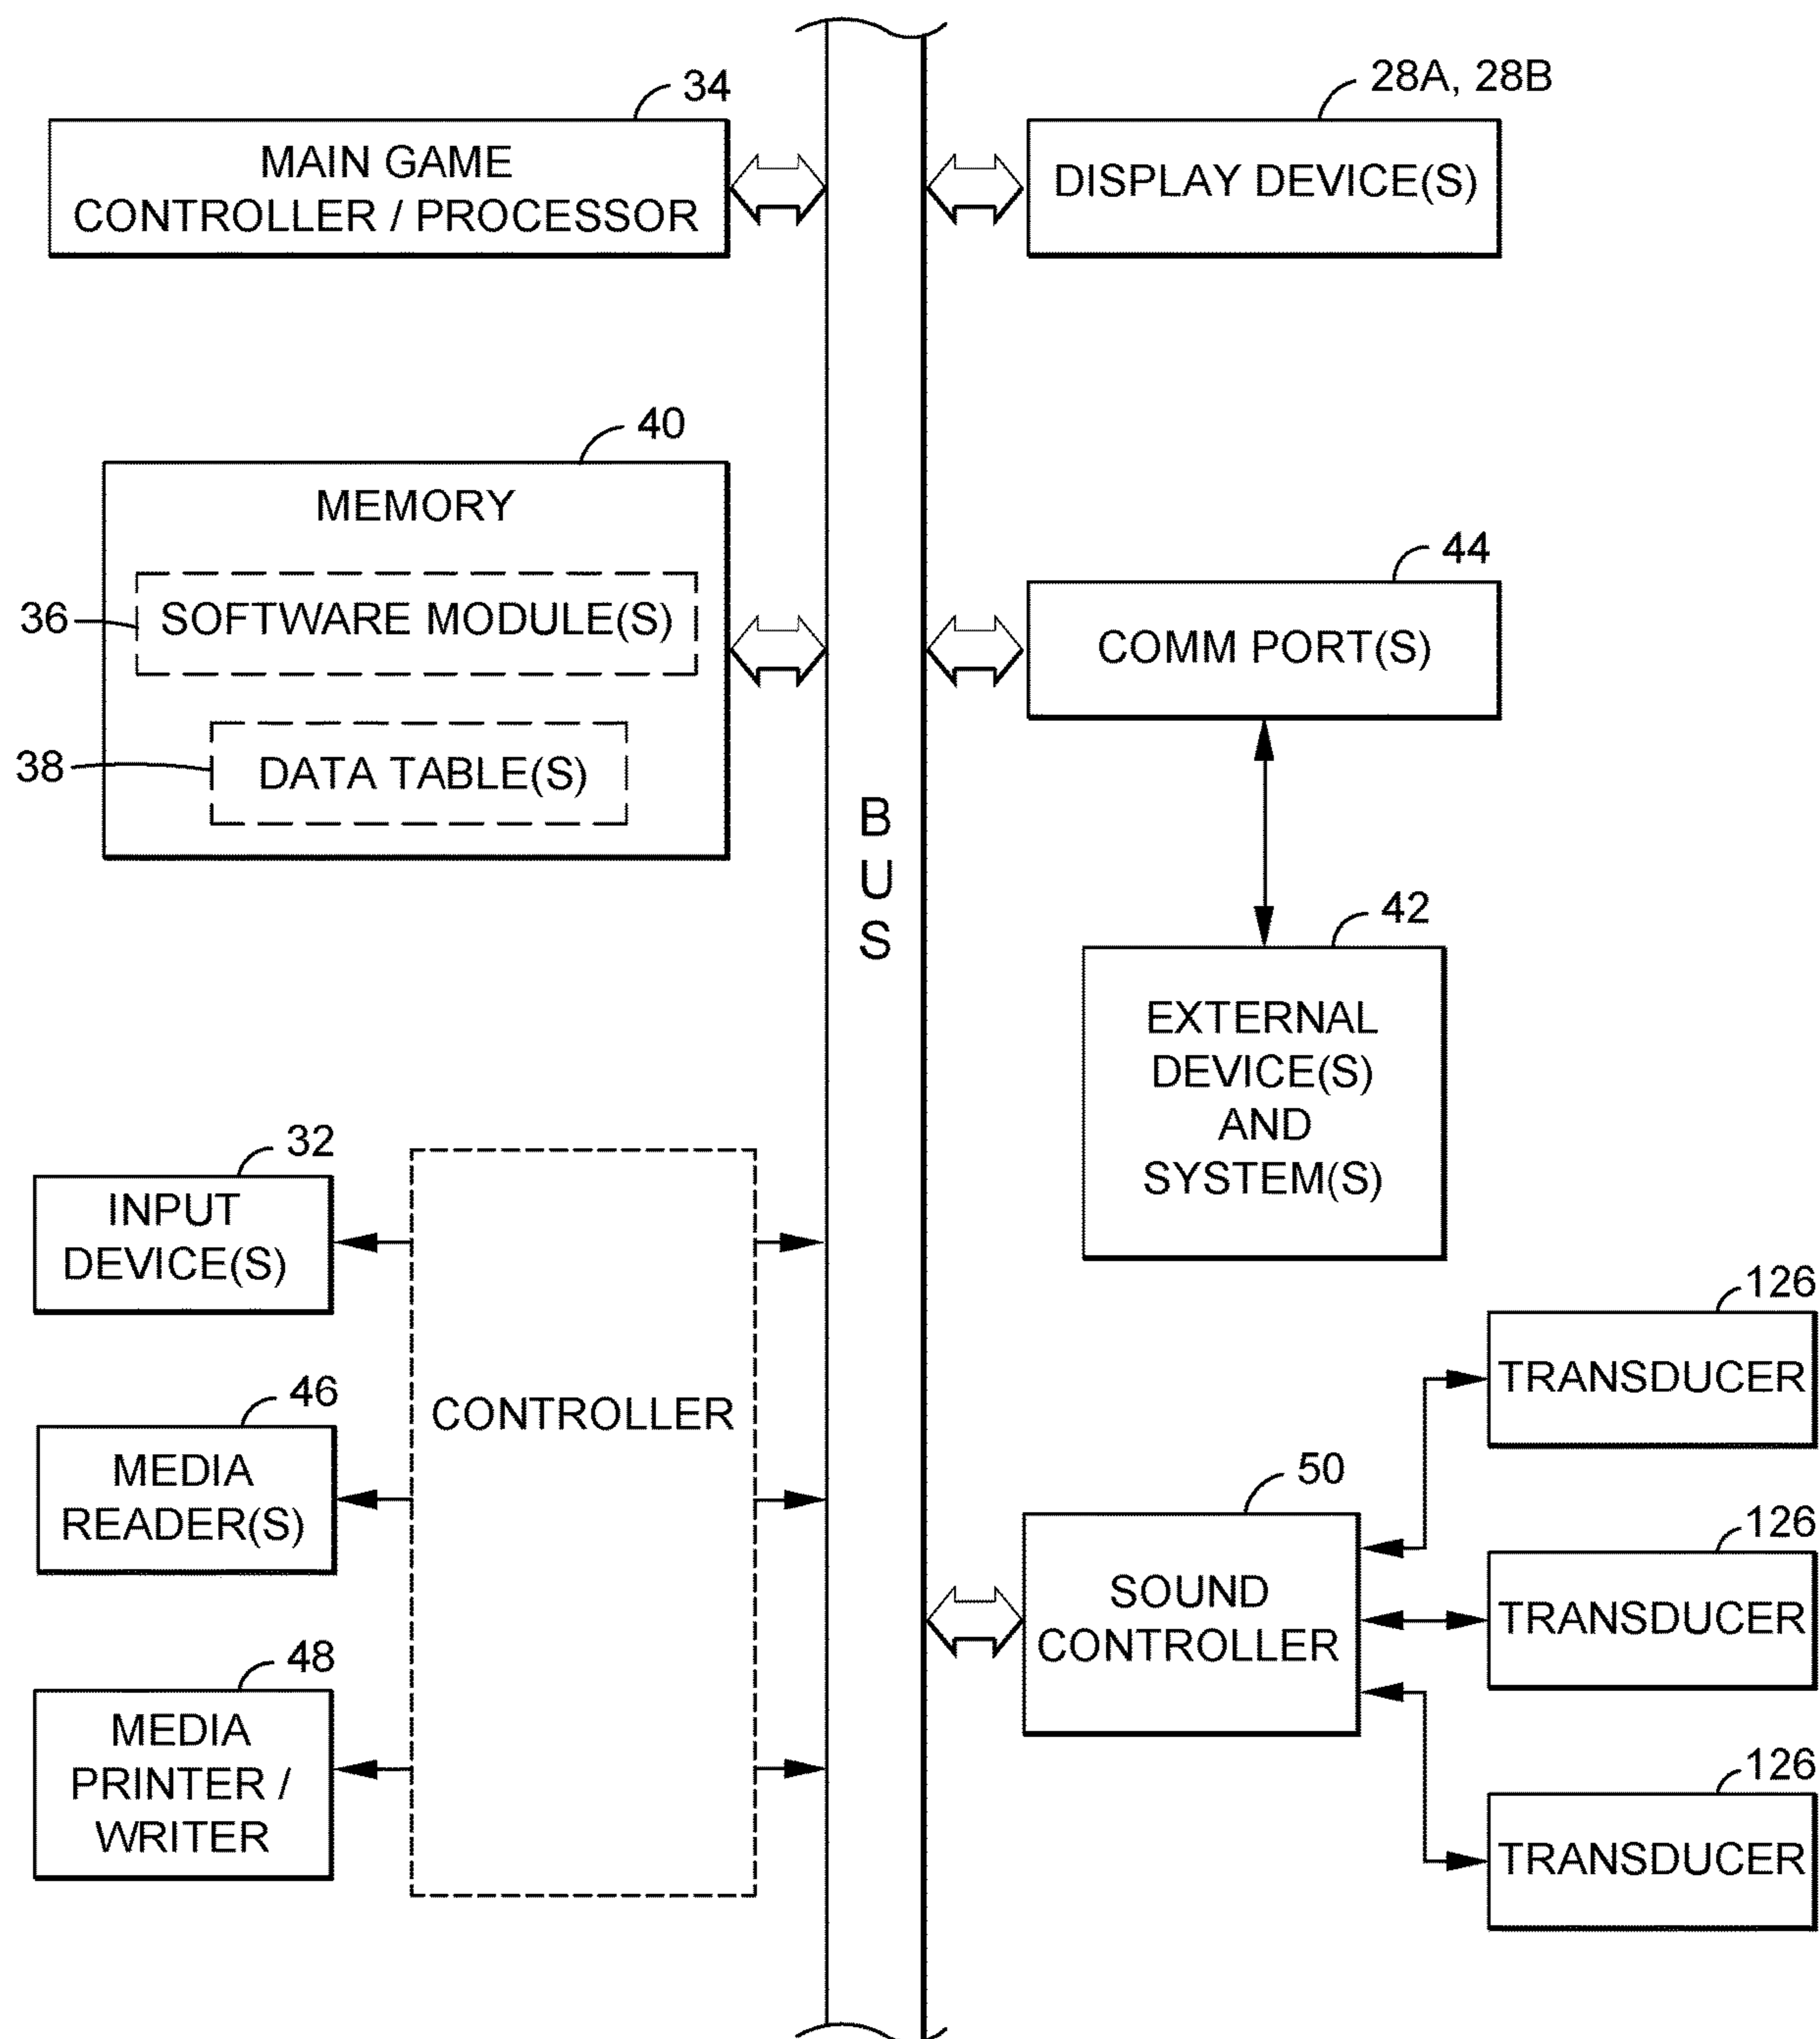 34
MAIN GAME
CONTROLLER / PROCESSOR
28A, 28B
DISPLAY DEVICE(S)
40
MEMORY
36
SOFTWARE MODULE(S)
38
DATA TABLE(S)
44
COMM PORT(S)
B
U
S
42
EXTERNAL
DEVICE(S)
AND
SYSTEM(S)
32
INPUT
DEVICE(S)
46
MEDIA
READER(S)
48
MEDIA
PRINTER /
WRITER
CONTROLLER
50
SOUND
CONTROLLER
126
TRANSDUCER
126
TRANSDUCER
126
TRANSDUCER